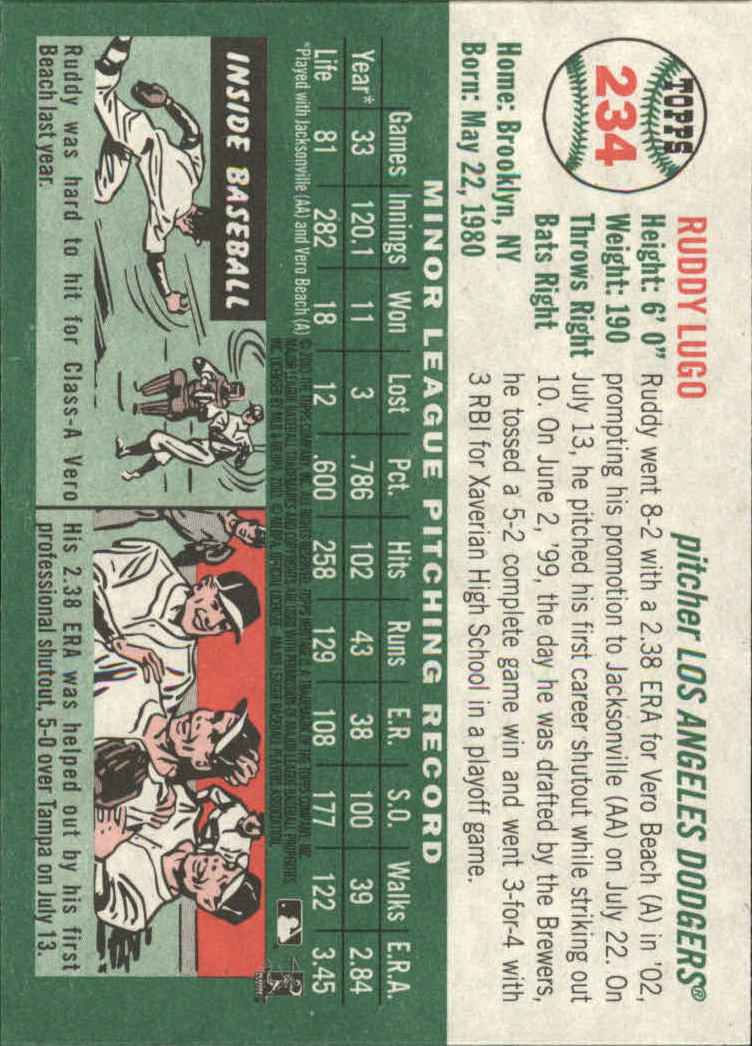 TOPPS
234
RUDDY LUGO
pitcher LOS ANGELES DODGERS®
Height: 6' 0"
Weight: 190
Throws Right
Bats Right
Home: Brooklyn, NY
Born: May 22, 1980
Ruddy went 8-2 with a 2.38 ERA for Vero Beach (A) in '02,
prompting his promotion to Jacksonville (AA) on July 22. On
July 13, he pitched his first career shutout while striking out
10. On June 2, '99, the day he was drafted by the Brewers,
he tossed a 5-2 complete game win and went 3-for-4 with
3 RBI for Xaverian High School in a playoff game.
MINOR LEAGUE PITCHING RECORD
Games Innings Won Lost Pct. Hits Runs E.R. S.O. Walks E.R.A.
Year* 33 120.1 11 3 .786 102 43 38 100 39 2.84
Life 81 282 18 12 .600 258 129 108 177 122 3.45
*Played with Jacksonville (AA) and Vero Beach (A)
INSIDE BASEBALL
Ruddy was hard to hit for Class-A Vero
Beach last year.
His 2.38 ERA was helped out by his first
professional shutout, 5-0 over Tampa on July 13.